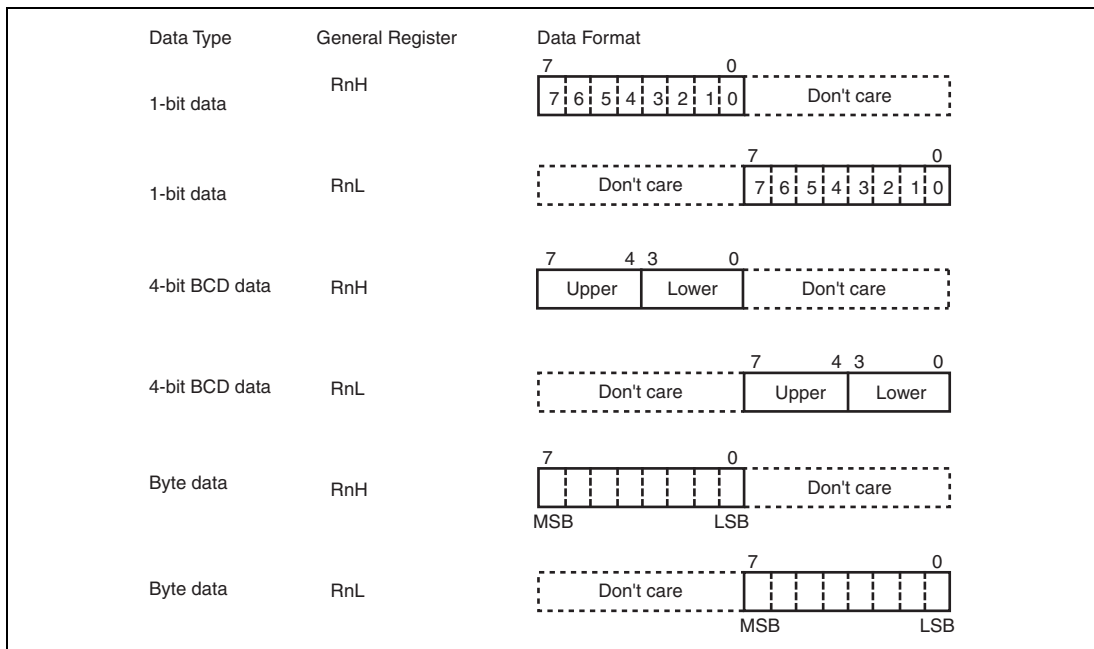 Data Type General Register Data Format
7 0
1-bit data RnH 7 6 5 4 3 2 1 0 Don't care
7 0
1-bit data RnL Don't care 7 6 5 4 3 2 1 0
7 4 3 0
4-bit BCD data RnH Upper Lower Don't care
7 4 3 0
4-bit BCD data RnL Don't care Upper Lower
7 0
Byte data RnH Don't care
MSB LSB
7 0
Byte data RnL Don't care
MSB LSB